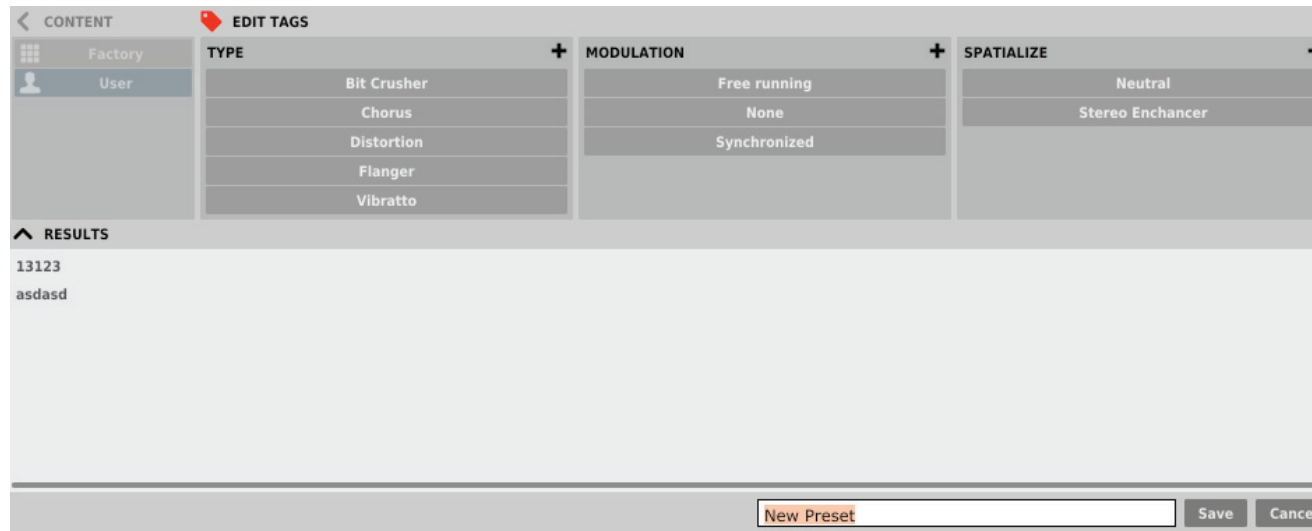 CONTENT
EDIT TAGS
Factory
User
TYPE
MODULATION
SPATIALIZE
Bit Crusher
Free running
Neutral
Chorus
None
Stereo Enchancer
Distortion
Synchronized
Flanger
Vibratto
RESULTS
13123
asdasd
New Preset
Save
Cance